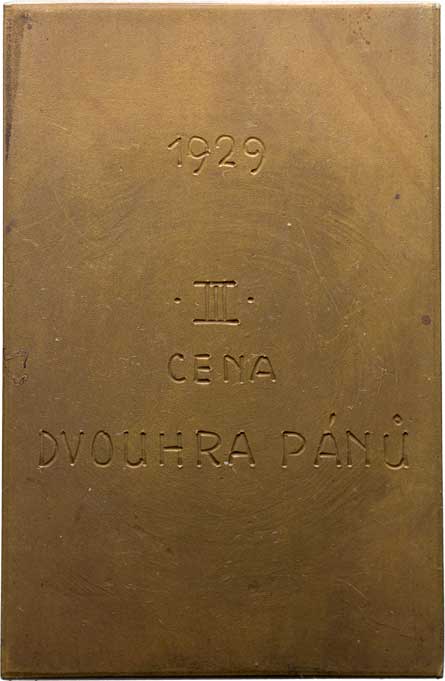 1929
· III ·
CENA
DVOUHRA PÁNŮ